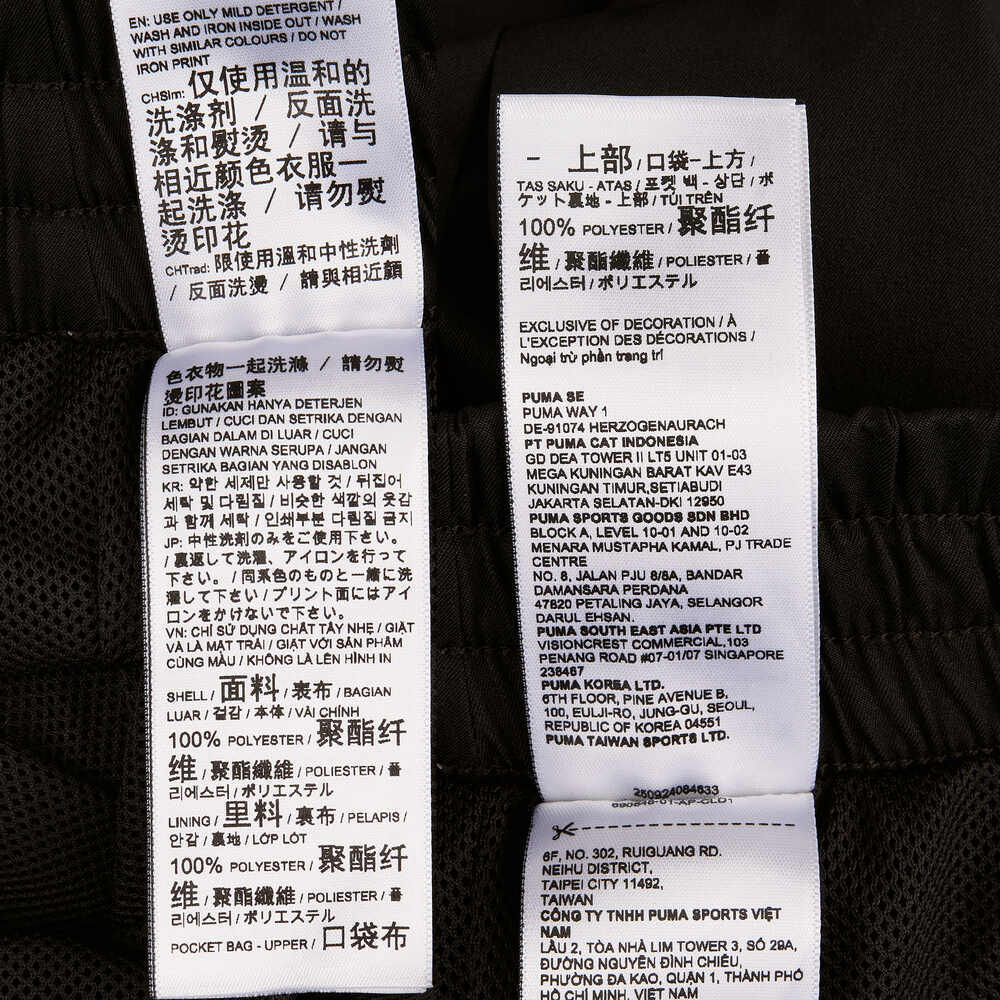 EN: USE ONLY MILD DETERGENT /
WASH AND IRON INSIDE OUT / WASH
WITH SIMILAR COLOURS / DO NOT
IRON PRINT
CHSim: 仅使用温和的
洗涤剂 / 反面洗
涤和熨烫 / 请与
相近颜色衣服一
起洗涤 / 请勿熨
烫印花
CHTrad: 限使用溫和中性洗劑
/ 反面洗燙 / 請與相近顏
色衣物一起洗滌 / 請勿熨
燙印花圖案
ID: GUNAKAN HANYA DETERJEN
LEMBUT / CUCI DAN SETRIKA DENGAN
BAGIAN DALAM DI LUAR / CUCI
DENGAN WARNA SERUPA / JANGAN
SETRIKA BAGIAN YANG DISABLON
KR: 약한 세제만 사용할 것 / 뒤집어
세탁 및 다림질 / 비슷한 색깔의 옷감
과 함께 세탁 / 인쇄부분 다림질 금지
JP: 中性洗剤のみをご使用下さい。
/ 裏返して洗濯、アイロンを行って
下さい。/ 同系色のものと一緒に洗
濯して下さい / プリント面にはアイ
ロンをかけないで下さい。
VN: CHỈ SỬ DỤNG CHẤT TẨY NHẸ / GIẶT
VÀ LÀ MẶT TRÁI / GIẶT VỚI SẢN PHẨM
CÙNG MÀU / KHÔNG LÀ LÊN HÌNH IN
SHELL / 面料 / 表布 / BAGIAN
LUAR / 겉감 / 本体 / VẢI CHÍNH
100% POLYESTER / 聚酯纤
维 / 聚酯纖維 / POLIESTER / 폴
리에스터 / ポリエステル
LINING / 里料 / 裏布 / PELAPIS /
안감 / 裏地 / LỚP LÓT
100% POLYESTER / 聚酯纤
维 / 聚酯纖維 / POLIESTER / 폴
리에스터 / ポリエステル
POCKET BAG - UPPER / 口袋布
- 上部 / 口袋-上方 /
TAS SAKU - ATAS / 포켓 백 - 상단 / ポ
ケット裏地 - 上部 / TÚI TRÊN
100% POLYESTER / 聚酯纤
维 / 聚酯纖維 / POLIESTER / 폴
리에스터 / ポリエステル
EXCLUSIVE OF DECORATION / À
L'EXCEPTION DES DÉCORATIONS /
Ngoại trừ phần trang trí
PUMA SE
PUMA WAY 1
DE-91074 HERZOGENAURACH
PT PUMA CAT INDONESIA
GD DEA TOWER II LT5 UNIT 01-03
MEGA KUNINGAN BARAT KAV E43
KUNINGAN TIMUR,SETIABUDI
JAKARTA SELATAN-DKI 12950
PUMA SPORTS GOODS SDN BHD
BLOCK A, LEVEL 10-01 AND 10-02
MENARA MUSTAPHA KAMAL, PJ TRADE
CENTRE
NO. 8, JALAN PJU 8/8A, BANDAR
DAMANSARA PERDANA
47820 PETALING JAYA, SELANGOR
DARUL EHSAN.
PUMA SOUTH EAST ASIA PTE LTD
VISIONCREST COMMERCIAL,103
PENANG ROAD #07-01/07 SINGAPORE
238467
PUMA KOREA LTD.
6TH FLOOR, PINE AVENUE B,
100, EULJI-RO, JUNG-GU, SEOUL,
REPUBLIC OF KOREA 04551
PUMA TAIWAN SPORTS LTD.
250924084633
690846-01-AP-CLD1
6F, NO. 302, RUIGUANG RD.
NEIHU DISTRICT,
TAIPEI CITY 11492,
TAIWAN
CÔNG TY TNHH PUMA SPORTS VIỆT
NAM
LẦU 2, TÒA NHÀ LIM TOWER 3, SỐ 29A,
ĐƯỜNG NGUYỄN ĐÌNH CHIỂU,
PHƯỜNG ĐA KAO, QUẬN 1, THÀNH PHỐ
HỒ CHÍ MINH, VIỆT NAM